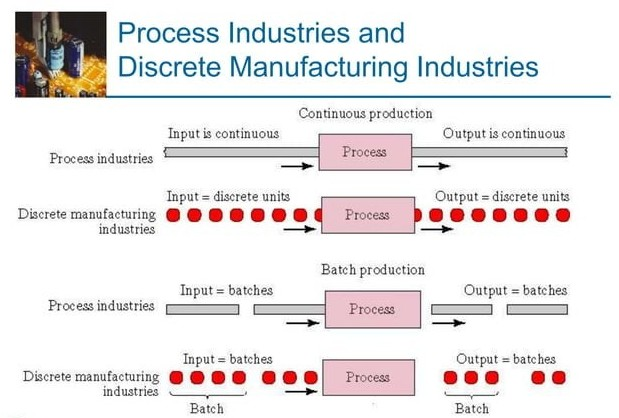 Process Industries and
Discrete Manufacturing Industries
Continuous production
Input is continuous
Output is continuous
Process industries
Process
Input = discrete units
Output = discrete units
Discrete manufacturing
industries
Process
Batch production
Input = batches
Output = batches
Process industries
Process
Input = batches
Output = batches
Discrete manufacturing
industries
Process
Batch
Batch